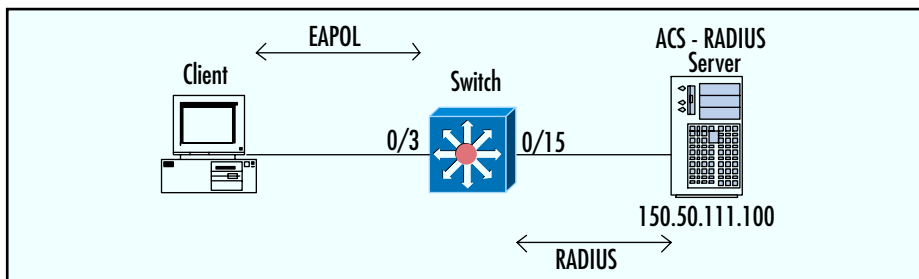 EAPOL
ACS - RADIUS
Server
Client
Switch
0/3
0/15
150.50.111.100
RADIUS